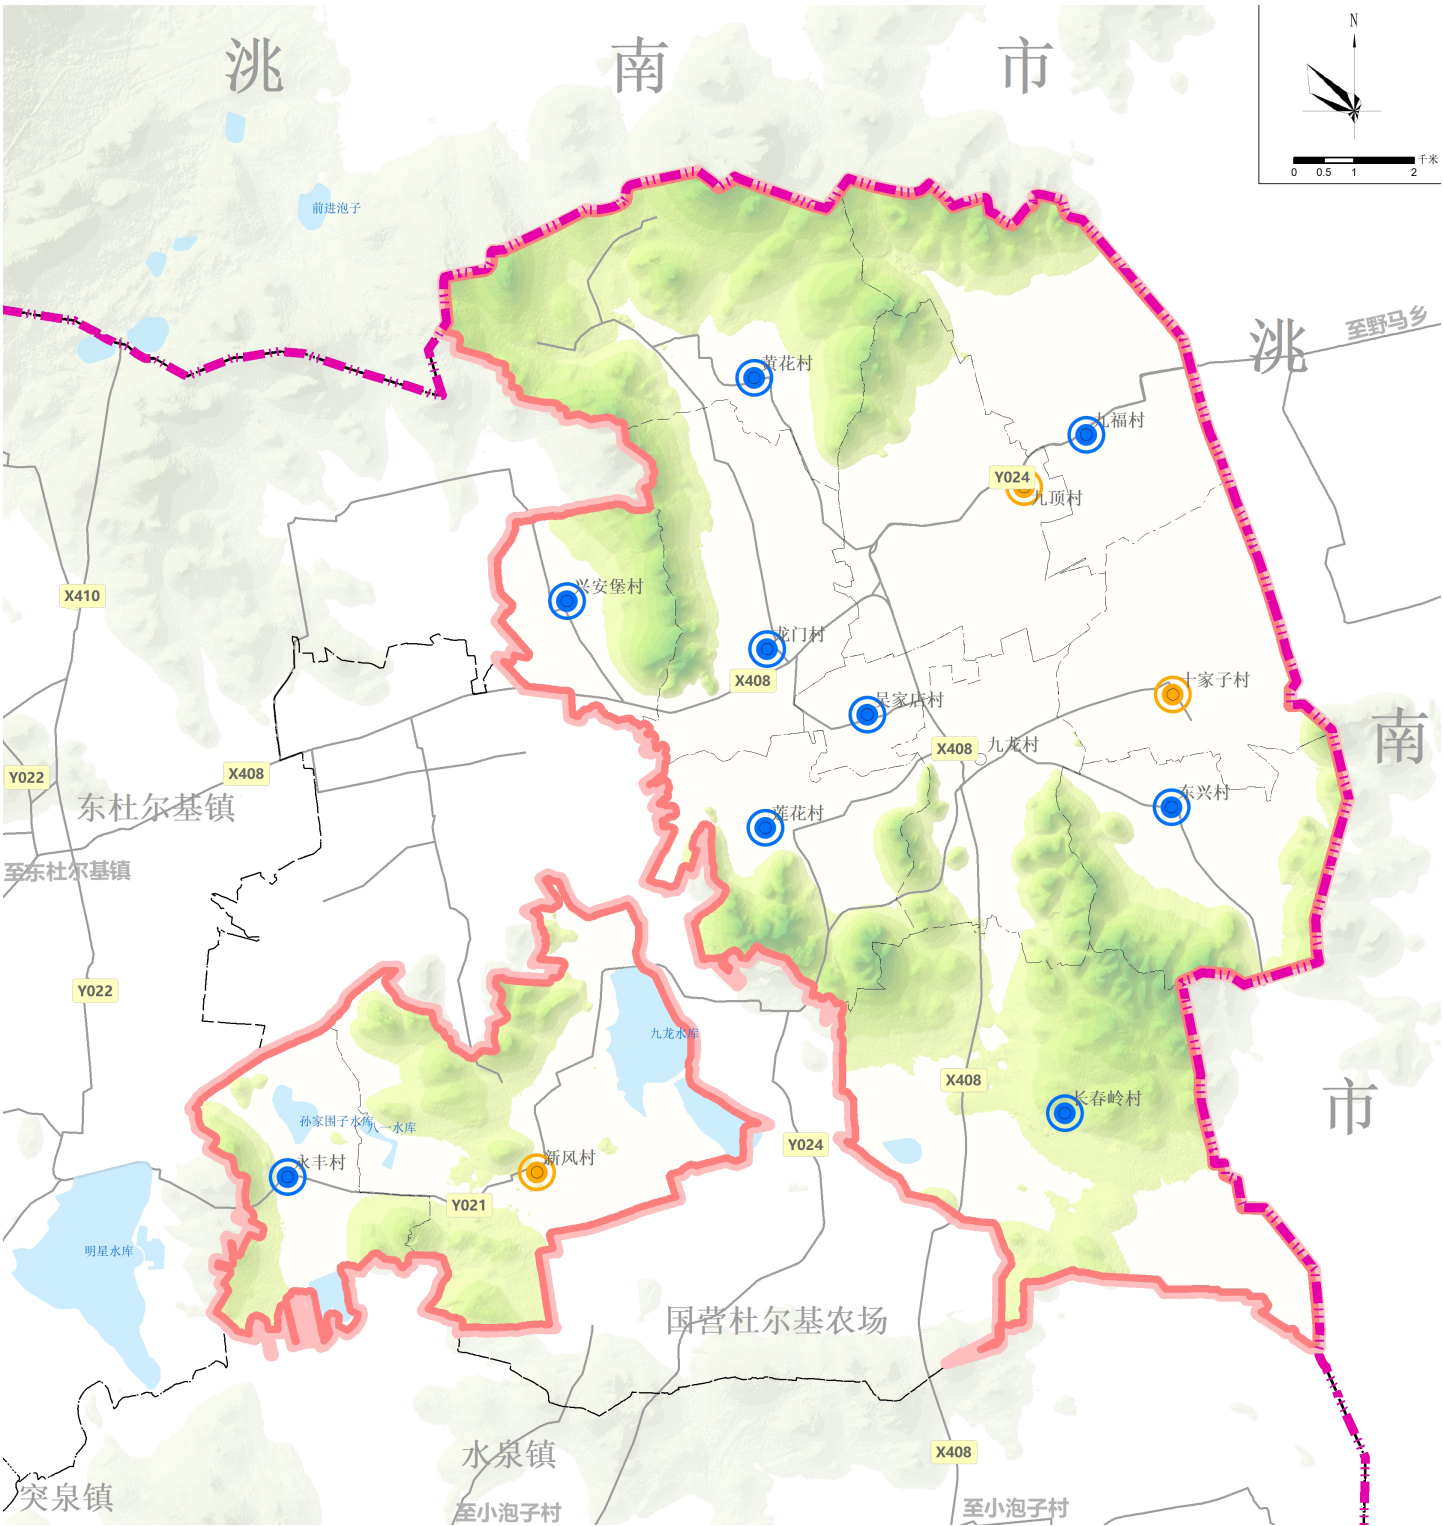 洮 南 市
N
千米
0 0.5 1 2
前进泡子
至野马乡
洮
黄花村
九福村
Y024
九顶村
X410
兴安堡村
龙门村
X408
十家子村
吴家店村
南
X408
九龙村
Y022
X408
东杜尔基镇
东兴村
莲花村
至东杜尔基镇
Y022
九龙水库
X408
长春岭村
市
孙家围子水库
八一水库
Y024
永丰村
新风村
Y021
明星水库
国营杜尔基农场
水泉镇
X408
突泉镇
至小泡子村
至小泡子村